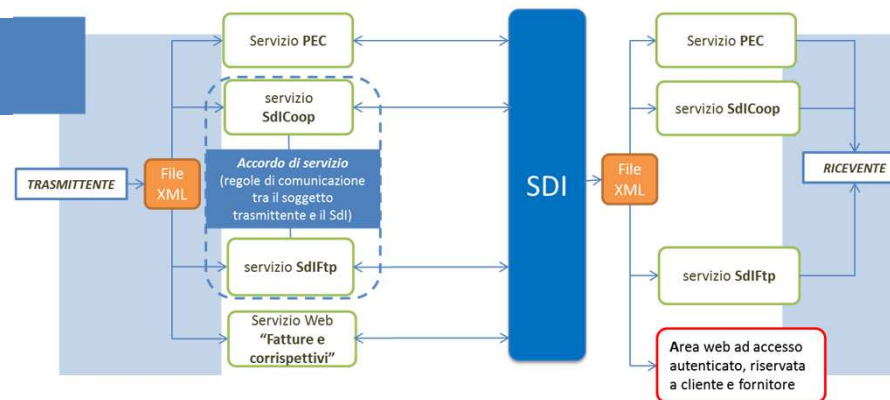 Servizio PEC
servizio
SdICoop
Accordo di servizio
(regole di comunicazione
tra il soggetto
trasmittente e il SdI)
TRASMITTENTE
File
XML
servizio SdIFtp
Servizio Web
“Fatture e
corrispettivi”
SDI
File
XML
Servizio PEC
servizio SdICoop
RICEVENTE
servizio SdIFtp
Area web ad accesso
autenticato, riservata
a cliente e fornitore